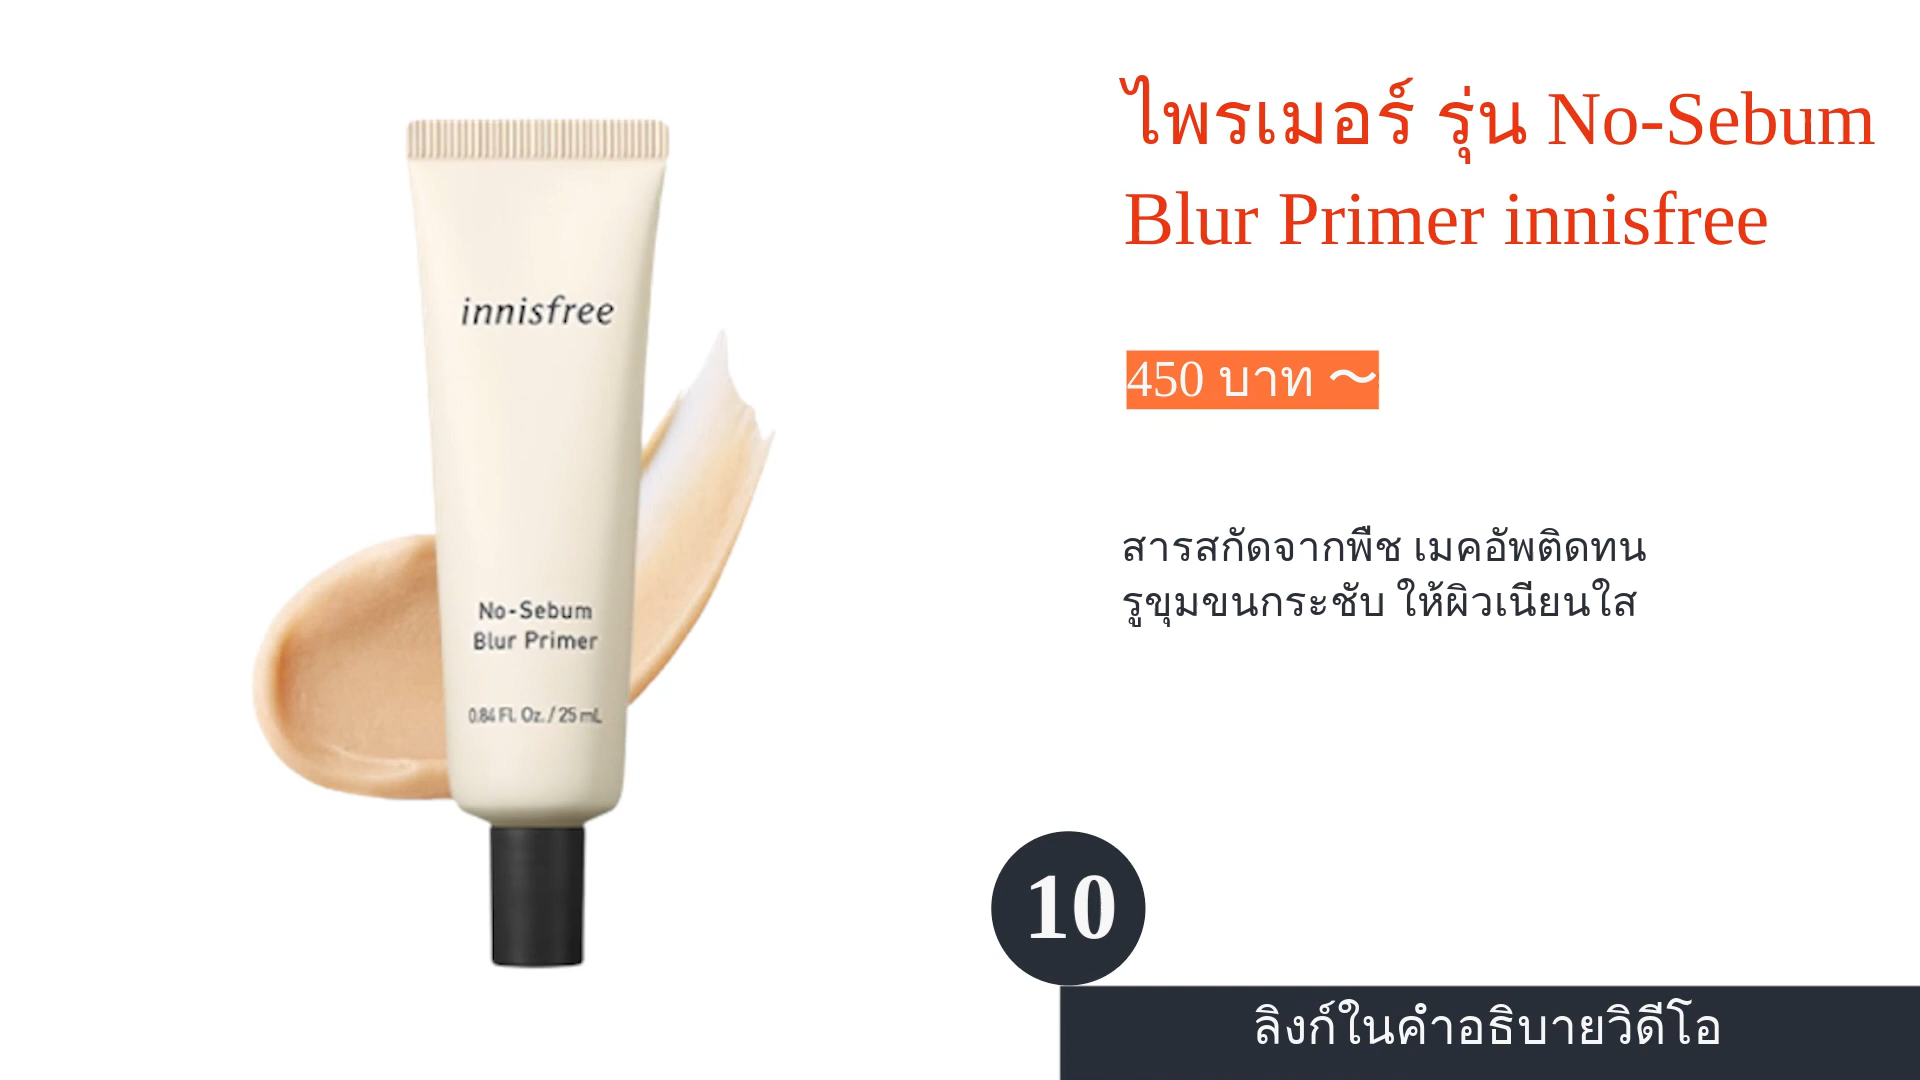 ไพรเมอร์ รุ่น No-Sebum
Blur Primer innisfree
450 บาท ～
innisfree
สารสกัดจากพืช เมคอัพติดทน
รูขุมขนกระชับ ให้ผิวเนียนใส
No-Sebum
Blur Primer
0.84 Fl. Oz. / 25 mL
10
ลิงก์ในคำอธิบายวิดีโอ